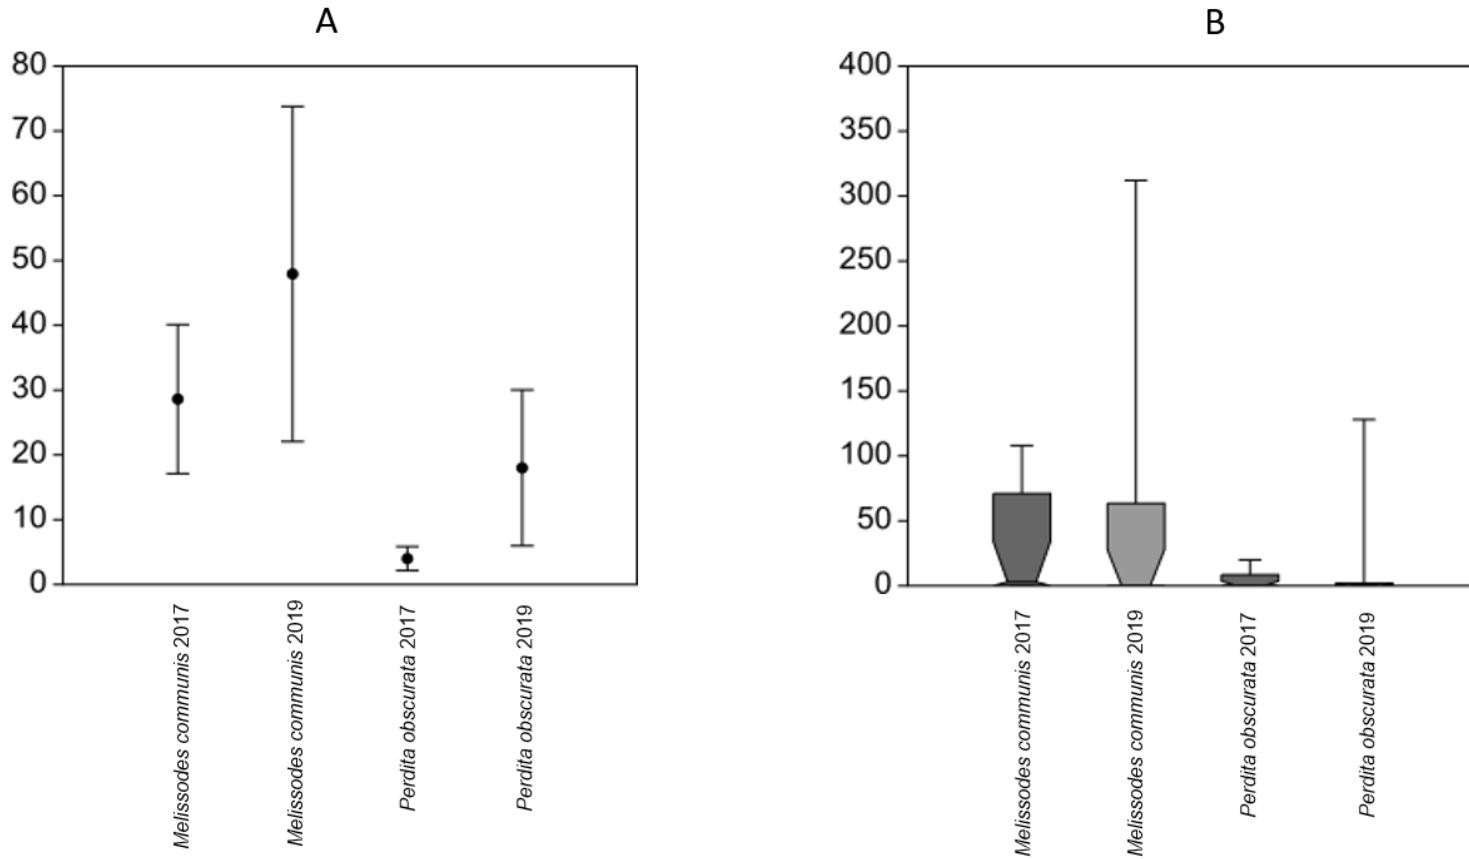 A
80
70
60
50
40
30
20
10
0
Melissodes communis 2017
Melissodes communis 2019
Perdita obscurata 2017
Perdita obscurata 2019
B
400
350
300
250
200
150
100
50
0
Melissodes communis 2017
Melissodes communis 2019
Perdita obscurata 2017
Perdita obscurata 2019